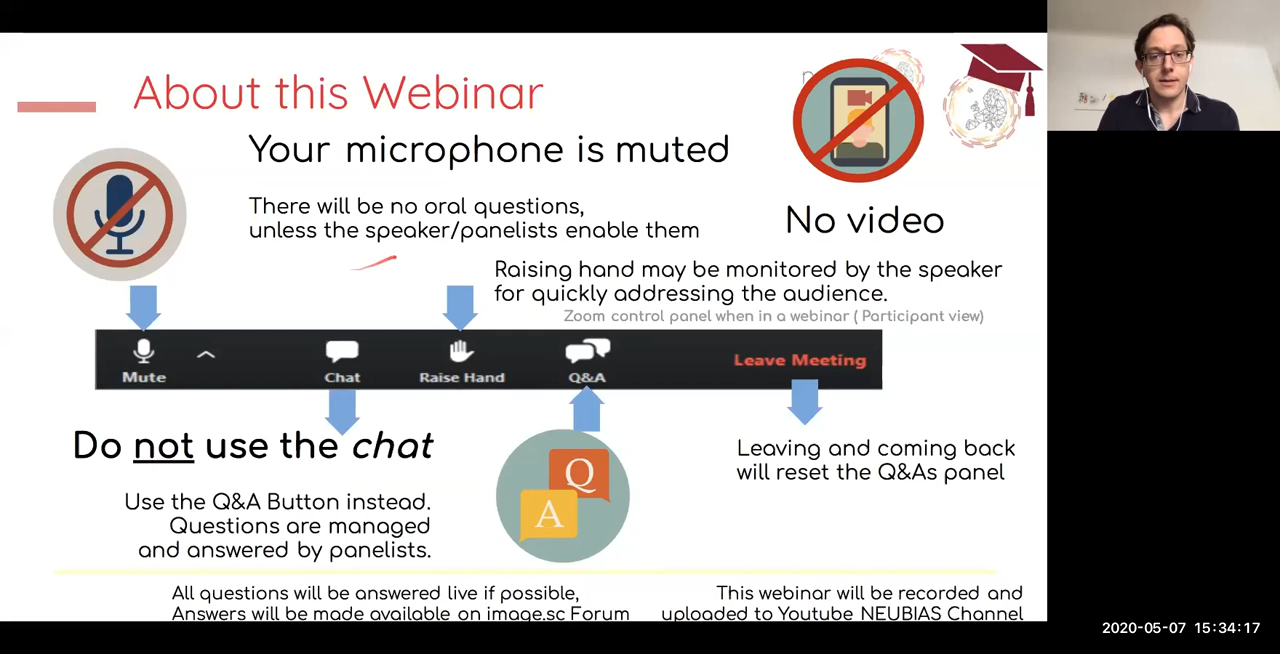 About this Webinar
Your microphone is muted
There will be no oral questions,
unless the speaker/panelists enable them
No video
Raising hand may be monitored by the speaker
for quickly addressing the audience.
Zoom control panel when in a webinar ( Participant view)
Mute
Chat
Raise Hand
Q&A
Leave Meeting
Do not use the chat
Use the Q&A Button instead.
Questions are managed
and answered by panelists.
Q
A
Leaving and coming back
will reset the Q&As panel
All questions will be answered live if possible,
Answers will be made available on image.sc Forum
This webinar will be recorded and
uploaded to Youtube NEUBIAS Channel
2020-05-07 15:34:17